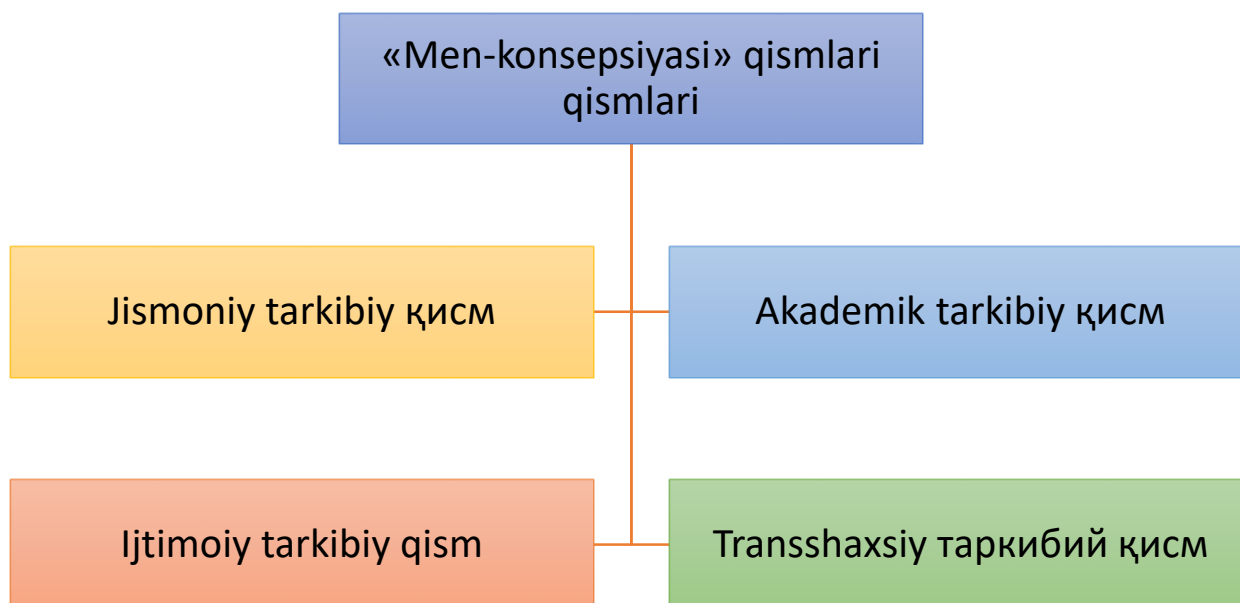 «Men-konsepsiyasi» qismlari
qismlari
Jismoniy tarkibiy қисм
Akademik tarkibiy қисм
Ijtimoiy tarkibiy qism
Transshaxsiy таркибий қисм